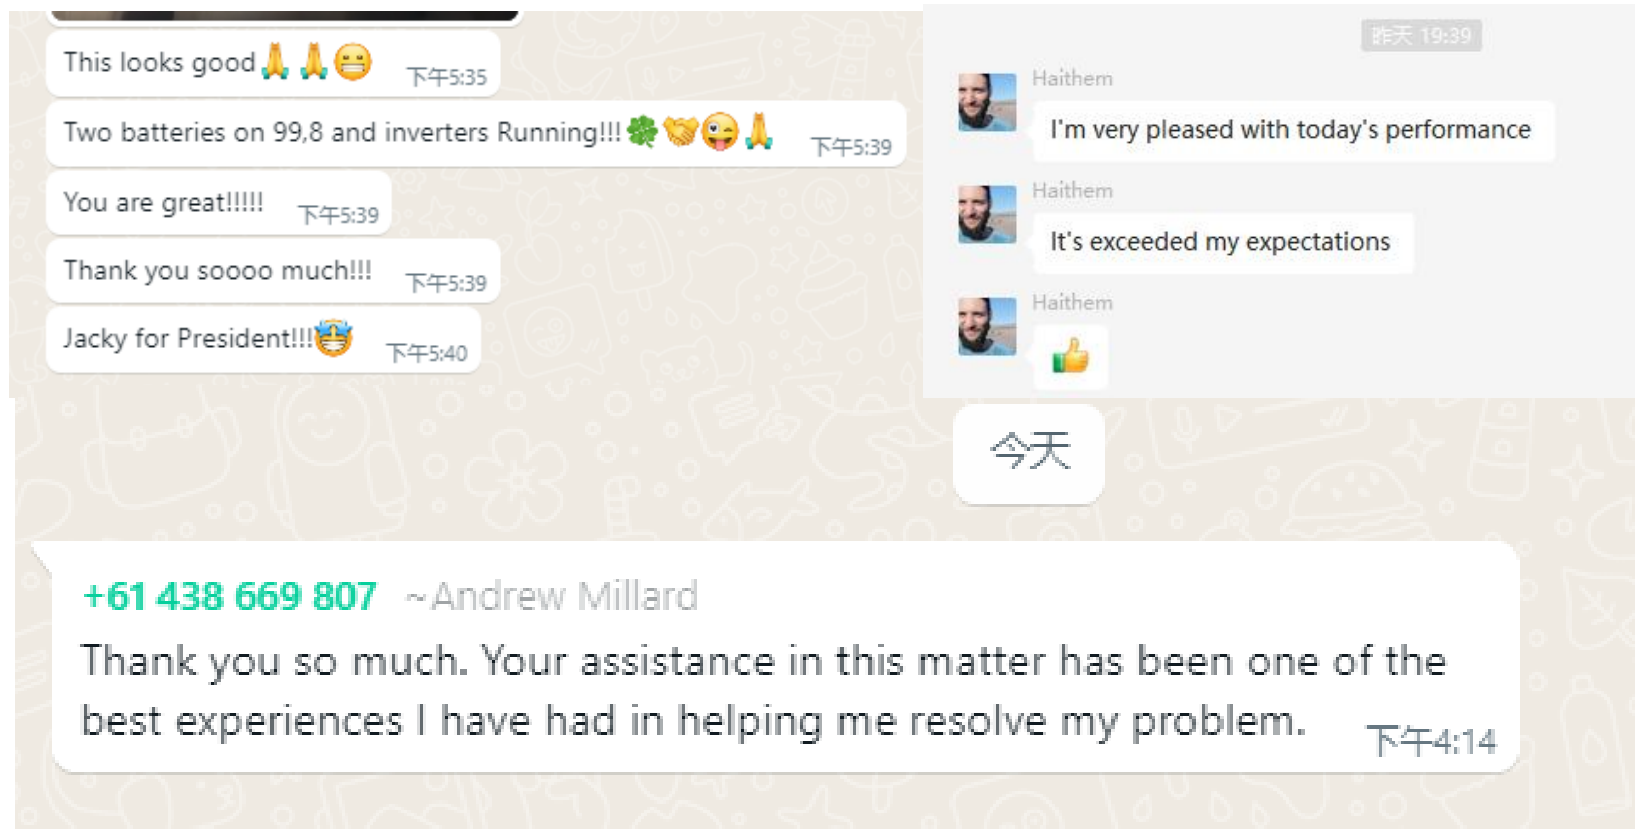 This looks good🙏🙏😁 下午5:35
Two batteries on 99,8 and inverters Running!!!🍀🤝😜🙏 下午5:39
You are great!!!!! 下午5:39
Thank you soooo much!!! 下午5:39
Jacky for President!!!🤩 下午5:40
昨天 19:39
Haithem
I'm very pleased with today's performance
Haithem
It's exceeded my expectations
Haithem
👍
今天
+61 438 669 807 ~Andrew Millard
Thank you so much. Your assistance in this matter has been one of the
best experiences I have had in helping me resolve my problem. 下午4:14